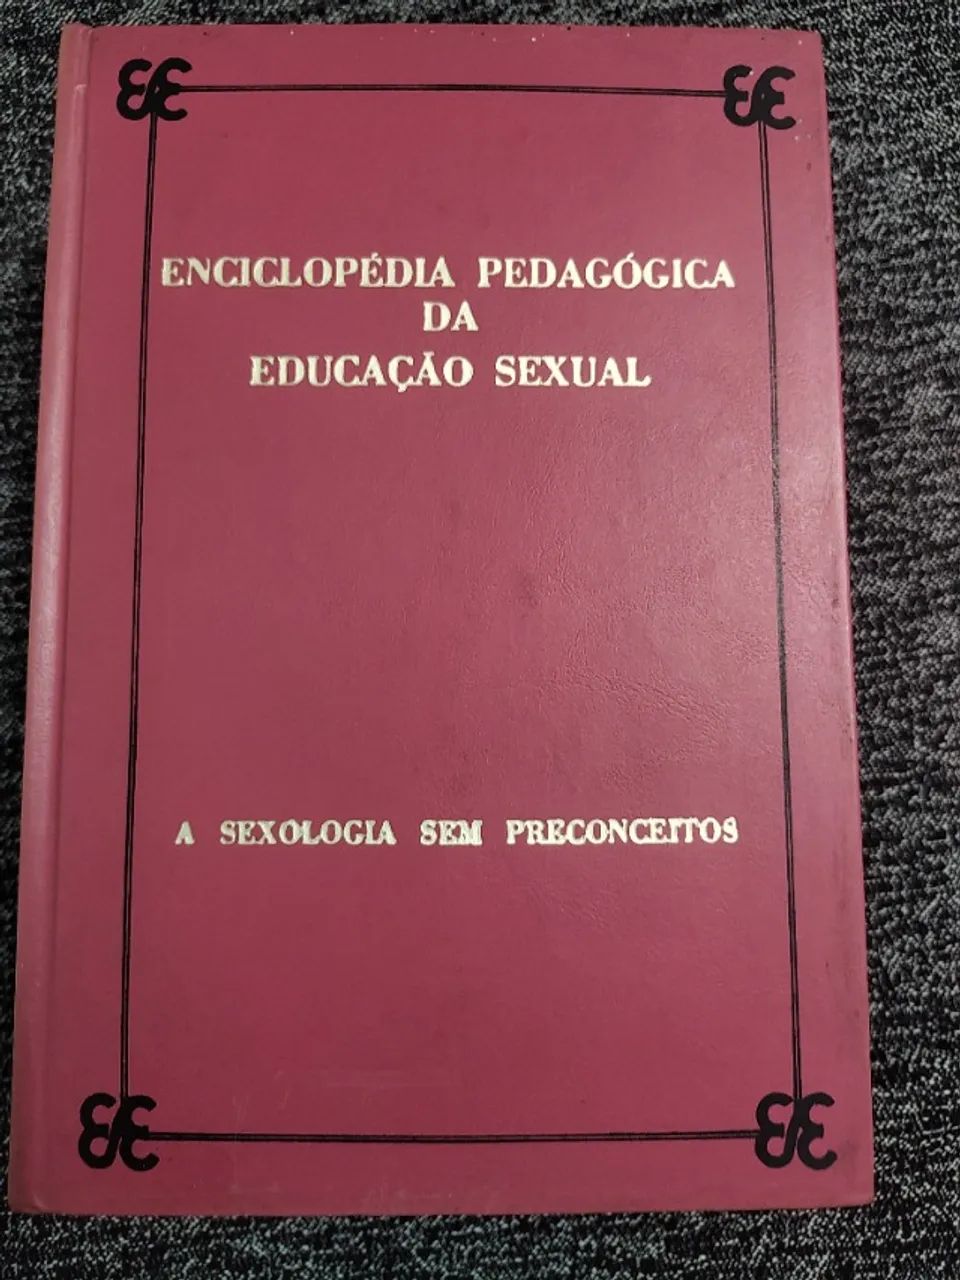 ENCICLOPÉDIA PEDAGÓGICA
DA
EDUCAÇÃO SEXUAL
A SEXOLOGIA SEM PRECONCEITOS